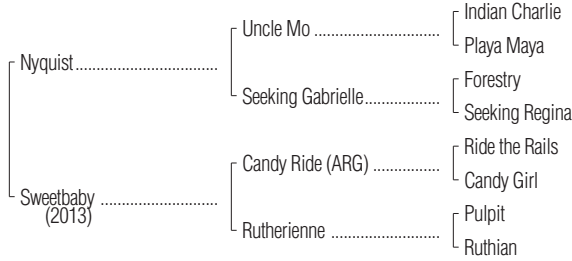 Indian Charlie
Uncle Mo ..................................
Playa Maya
Nyquist......................................
Forestry
Seeking Gabrielle....................
Seeking Regina
Ride the Rails
Candy Ride (ARG) ..................
Candy Girl
Sweetbaby ...............................
(2013)
Pulpit
Rutherienne .............................
Ruthian